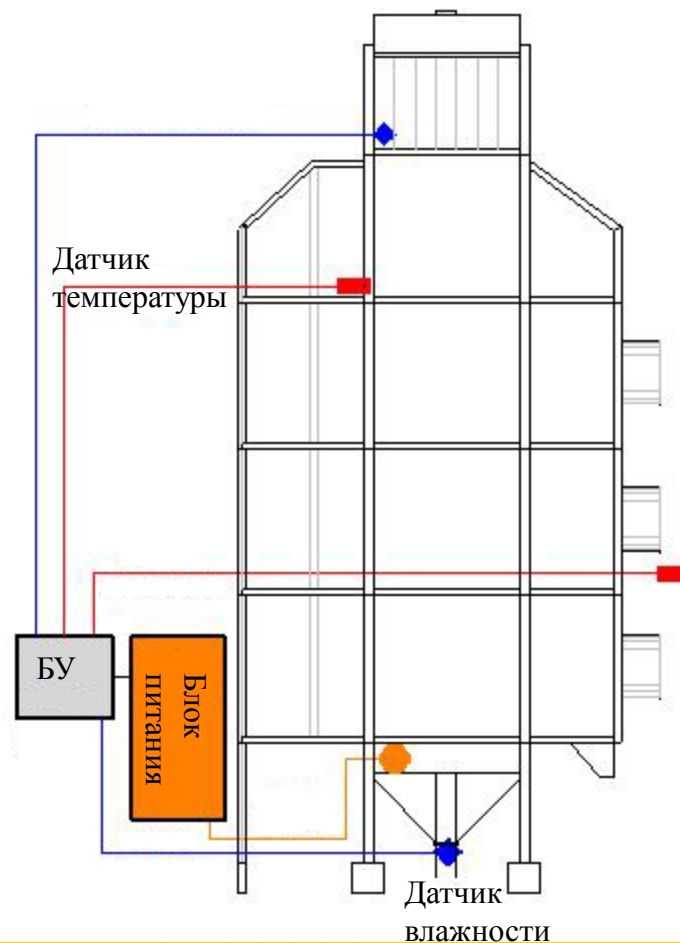 Датчик
температуры
БУ
Блок
питания
Датчик
влажности